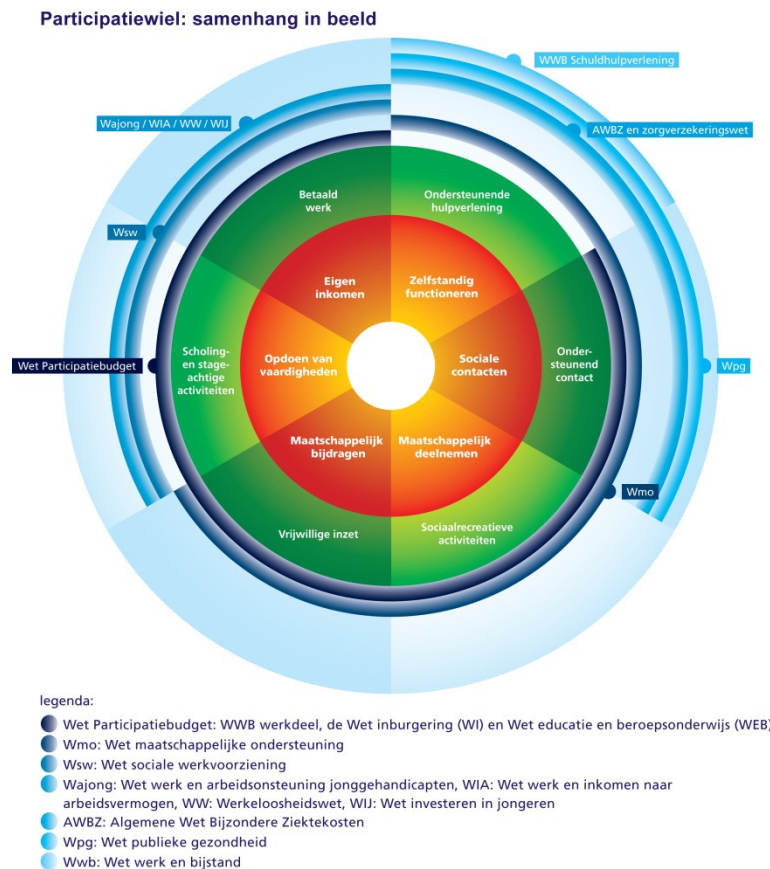 Participatiewiel: samenhang in beeld
WWB Schuldhulpverlening
Wajong / WIA / WW / WIJ
AWBZ en zorgverzekeringswet
Betaald
werk
Ondersteunende
hulpverlening
Wsw
Eigen
inkomen
Zelfstandig
functioneren
Wet Participatiebudget
Scholing-
en stage-
achtige
activiteiten
Opdoen van
vaardigheden
Sociale
contacten
Onder-
steunend
contact
Wpg
Maatschappelijk
bijdragen
Maatschappelijk
deelnemen
Wmo
Vrijwillige inzet
Sociaalrecreatieve
activiteiten
legenda:
Wet Participatiebudget: WWB werkdeel, de Wet inburgering (WI) en Wet educatie en beroepsonderwijs (WEB)
Wmo: Wet maatschappelijke ondersteuning
Wsw: Wet sociale werkvoorziening
Wajong: Wet werk en arbeidsonsteuning jonggehandicapten, WIA: Wet werk en inkomen naar
arbeidsvermogen, WW: Werkeloosheidswet, WIJ: Wet investeren in jongeren
AWBZ: Algemene Wet Bijzondere Ziektekosten
Wpg: Wet publieke gezondheid
Wwb: Wet werk en bijstand